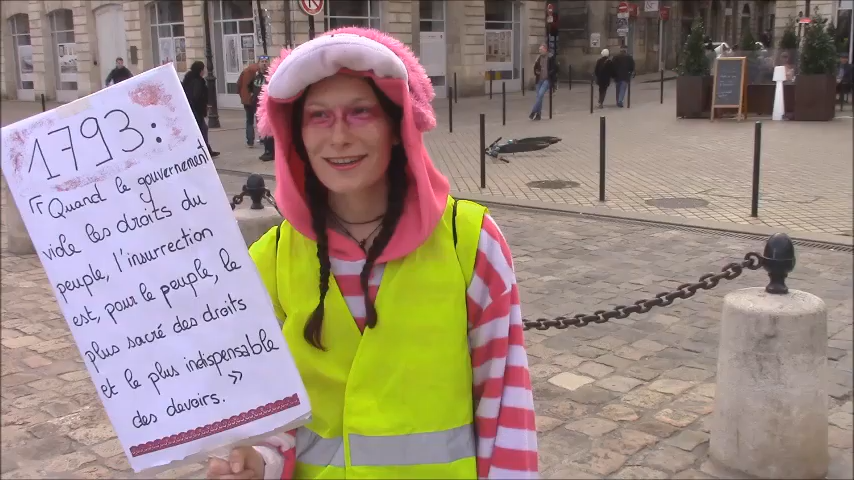 1793:
"Quand le gouvernement
viole les droits du
peuple, l'insurrection
est, pour le peuple, le
plus sacré des droits
et le plus indispensable
des devoirs. »